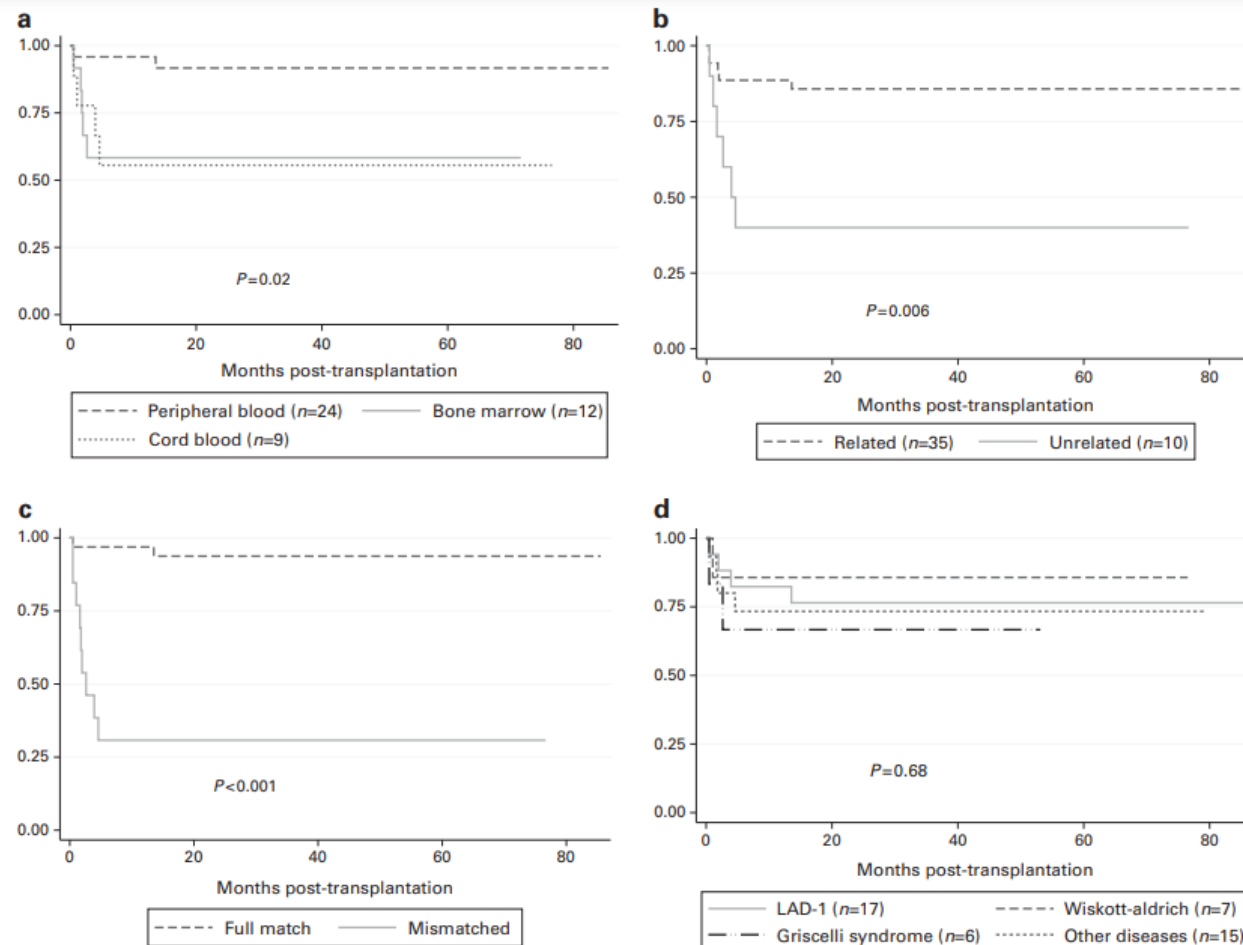 a
1.00
0.75
0.50
0.25
0.00
P=0.02
0 20 40 60 80
Months post-transplantation
Peripheral blood (n=24) Bone marrow (n=12)
Cord blood (n=9)
b
1.00
0.75
0.50
0.25
0.00
P=0.006
0 20 40 60 80
Months post-transplantation
Related (n=35) Unrelated (n=10)
c
1.00
0.75
0.50
0.25
0.00
P<0.001
0 20 40 60 80
Months post-transplantation
Full match Mismatched
d
1.00
0.75
0.50
0.25
0.00
P=0.68
0 20 40 60 80
Months post-transplantation
LAD-1 (n=17) Wiskott-aldrich (n=7)
Griscelli syndrome (n=6) Other diseases (n=15)